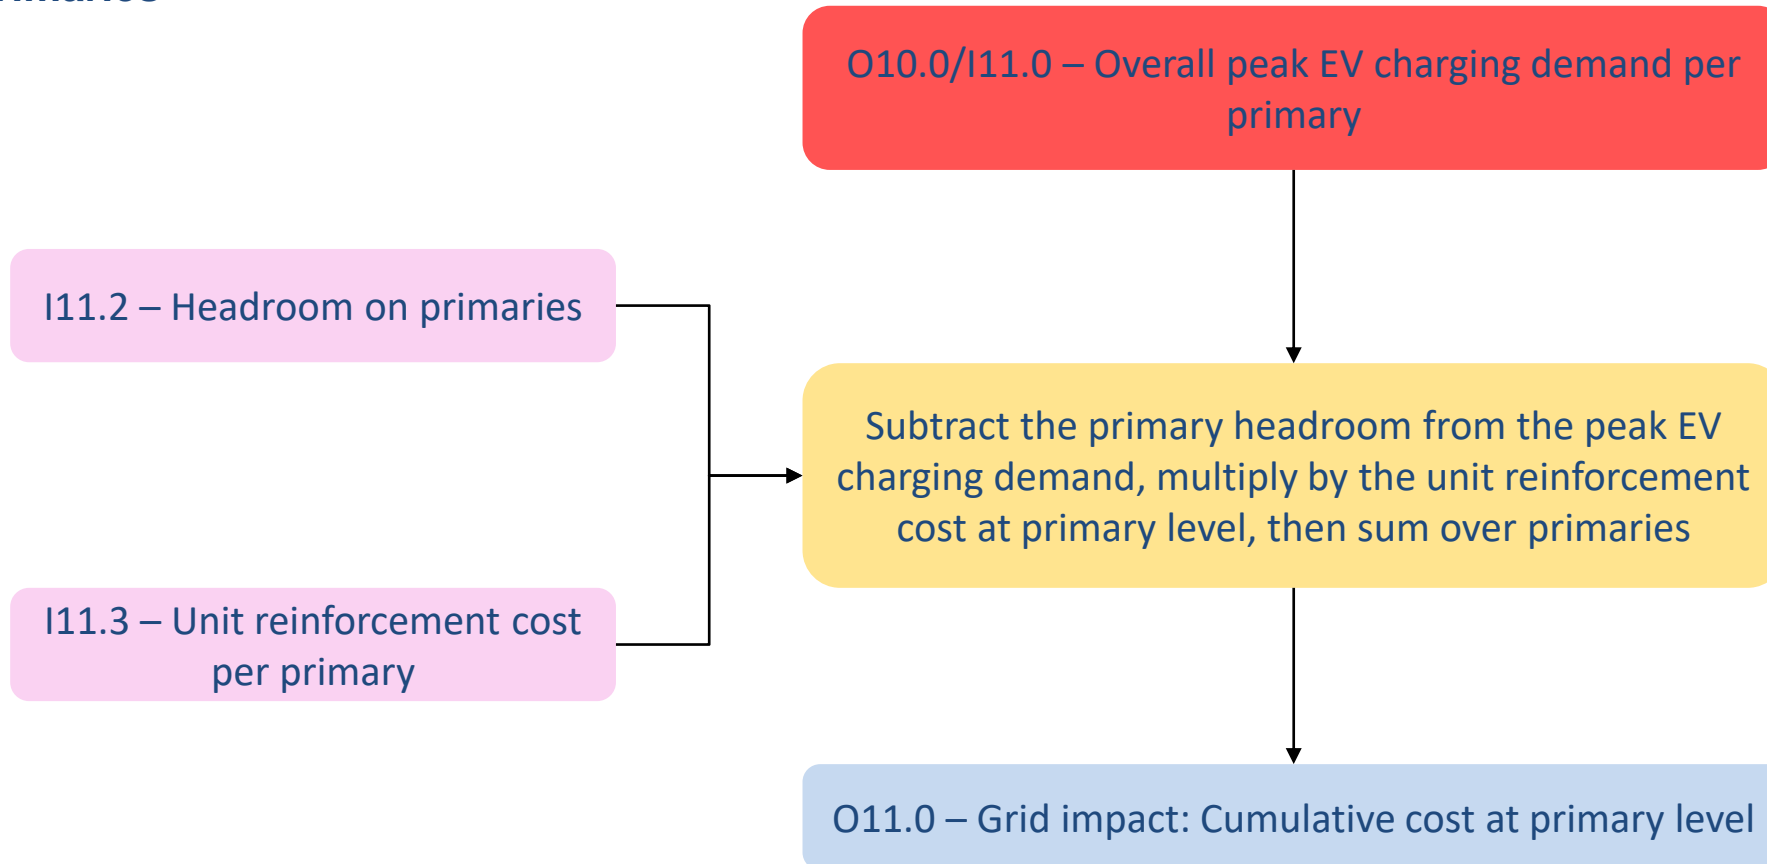 O10.0/I11.0 – Overall peak EV charging demand per
primary
I11.2 – Headroom on primaries
Subtract the primary headroom from the peak EV
charging demand, multiply by the unit reinforcement
cost at primary level, then sum over primaries
I11.3 – Unit reinforcement cost
per primary
O11.0 – Grid impact: Cumulative cost at primary level